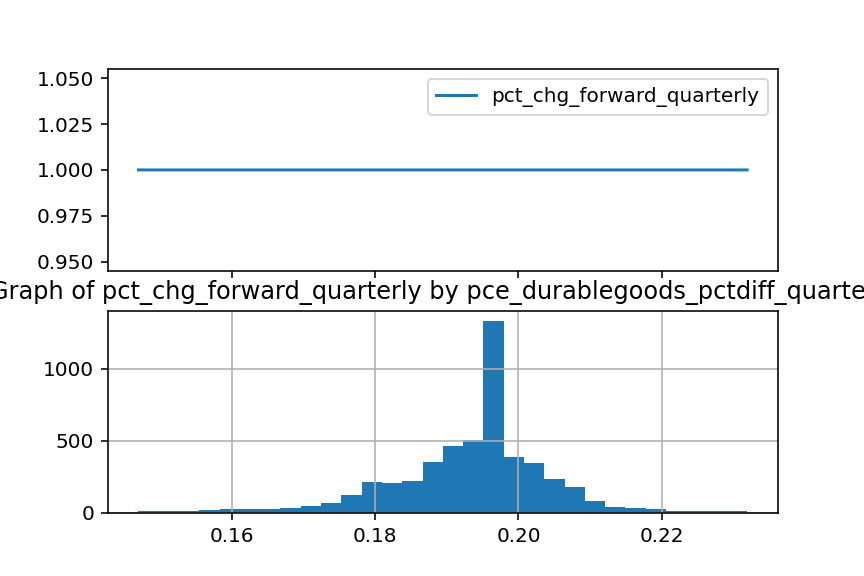 1.050
pct_chg_forward_quarterly
1.025
1.000
0.975
0.950
Graph of pct_chg_forward_quarterly by pce_durablegoods_pctdiff_quarte
1000
500
0
0.16 0.18 0.20 0.22